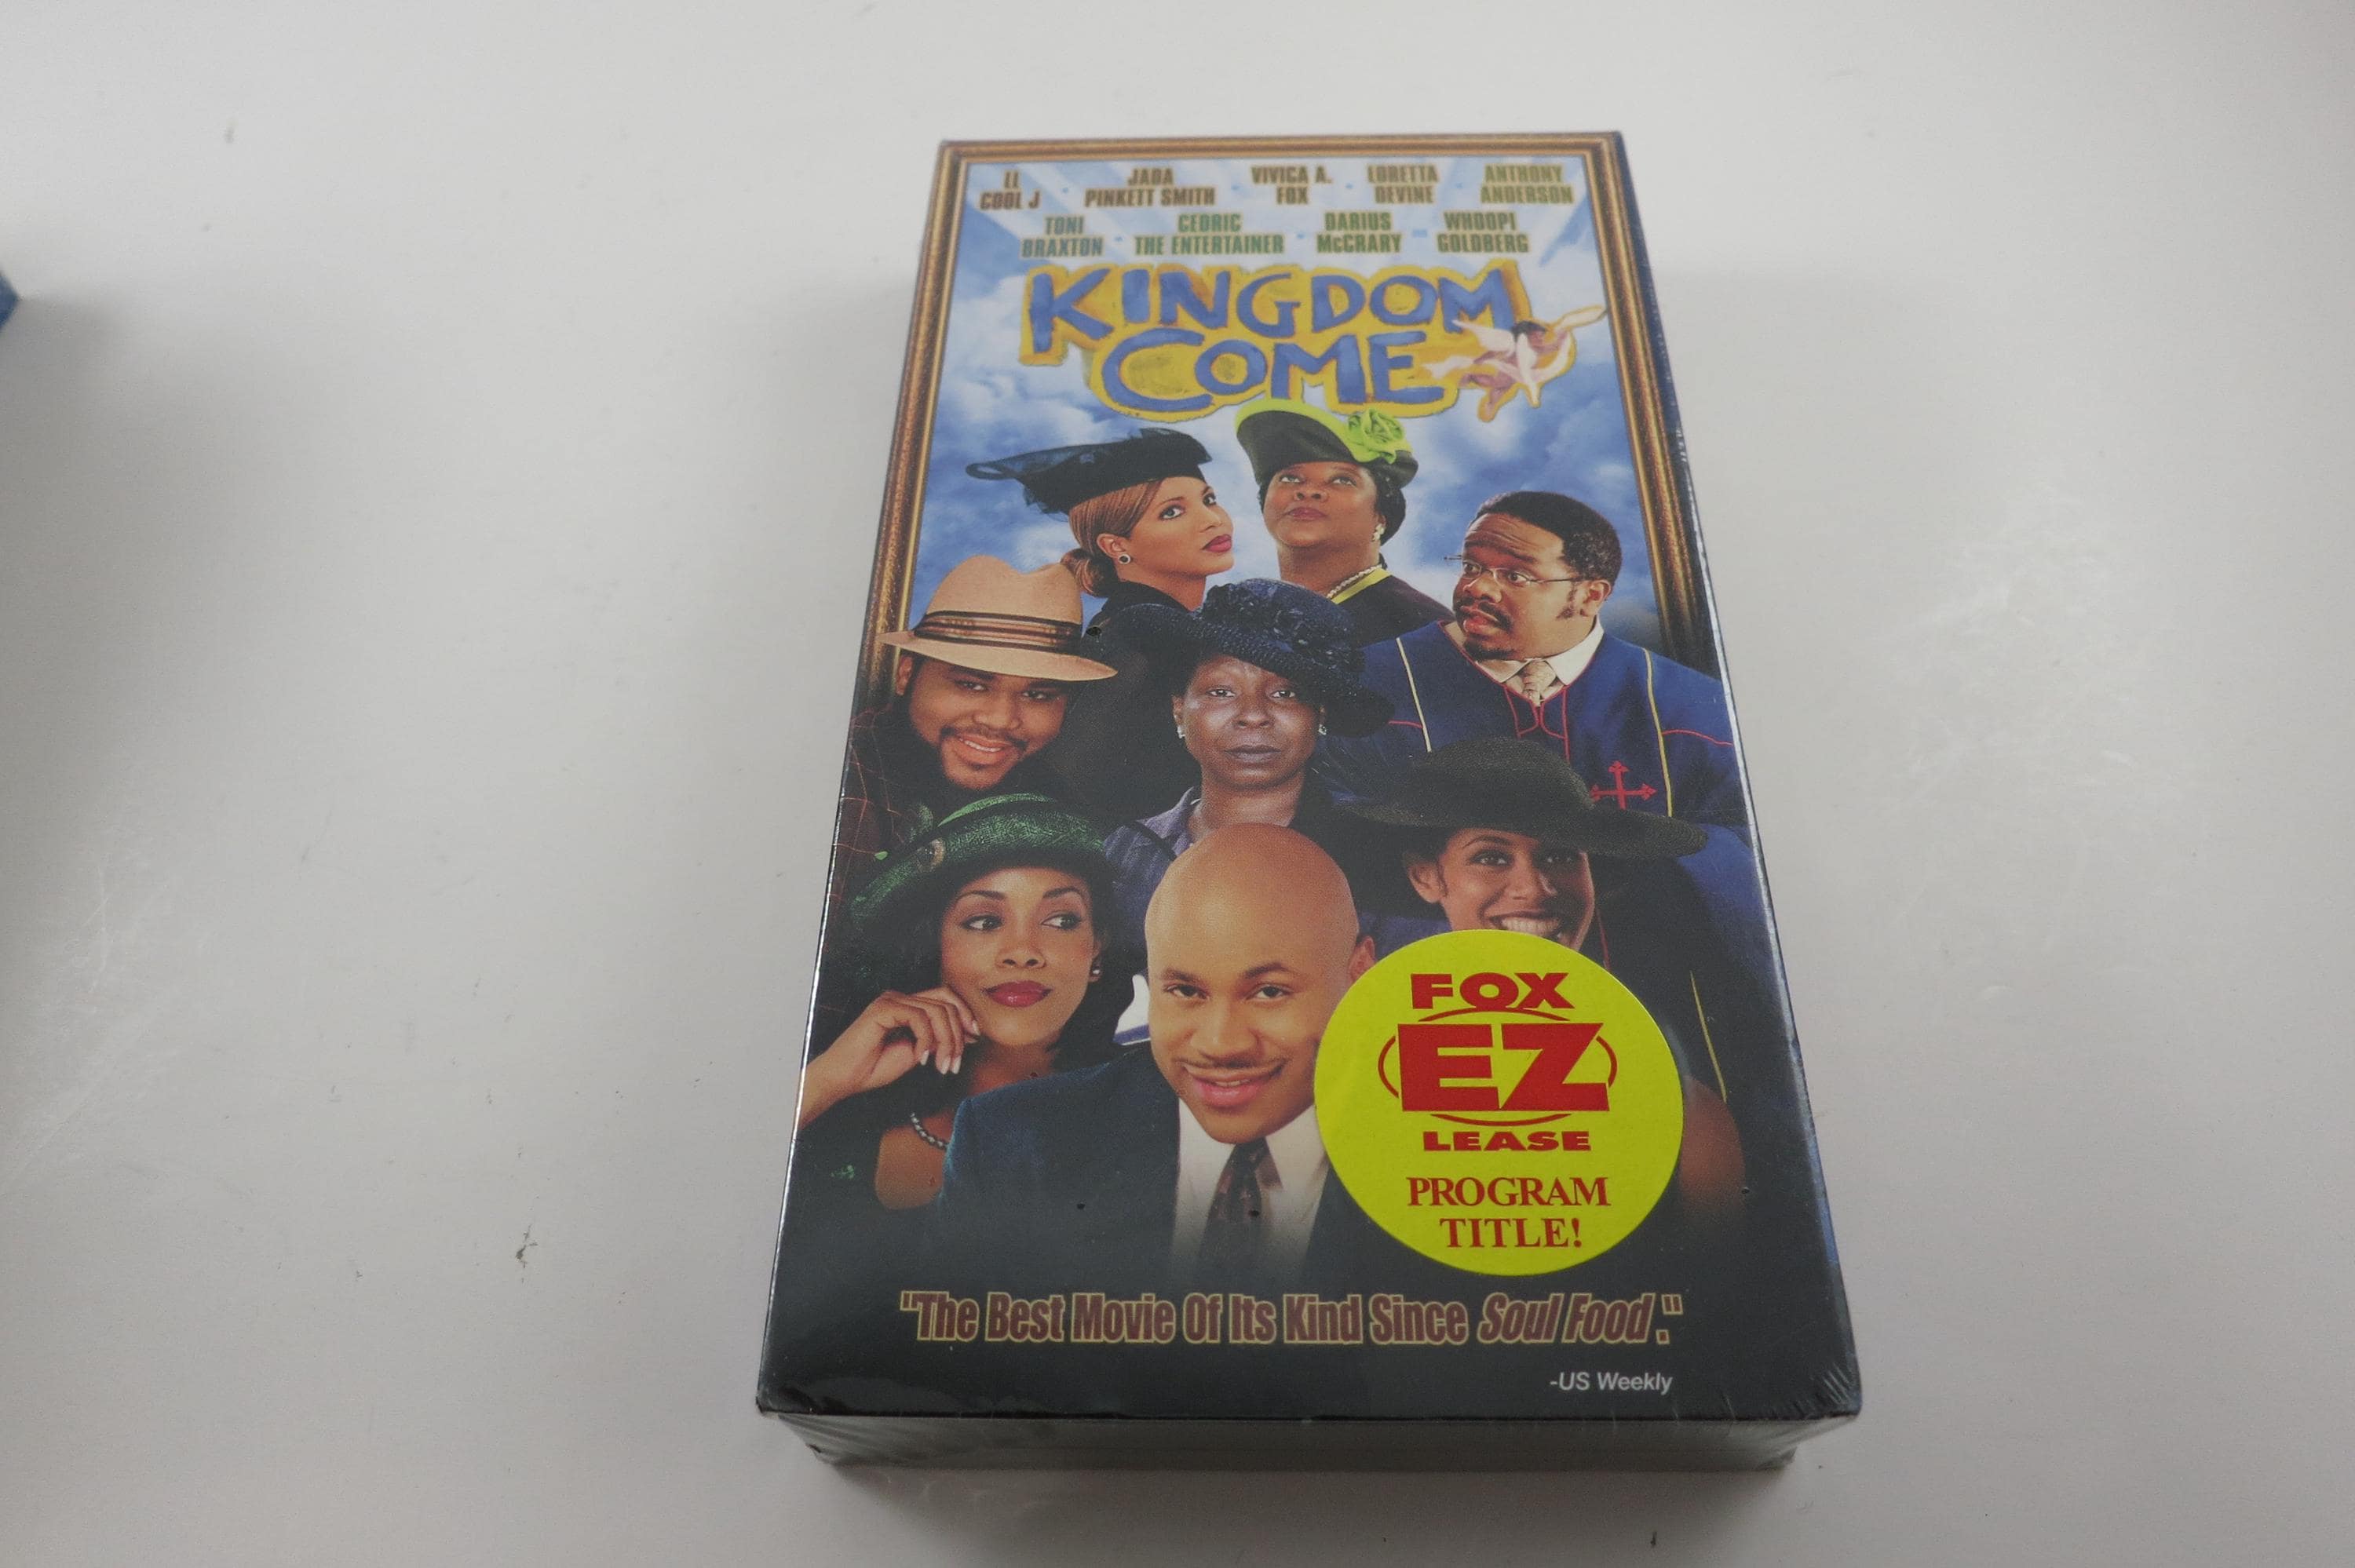 LL COOL J · JADA PINKETT SMITH · VIVICA A. FOX · LORETTA DEVINE · ANTHONY ANDERSON
TONI BRAXTON · CEDRIC THE ENTERTAINER · DARIUS McCRARY · WHOOPI GOLDBERG
KINGDOM
COME
FOX
EZ
LEASE
PROGRAM
TITLE!
"The Best Movie Of Its Kind Since Soul Food."
-US Weekly